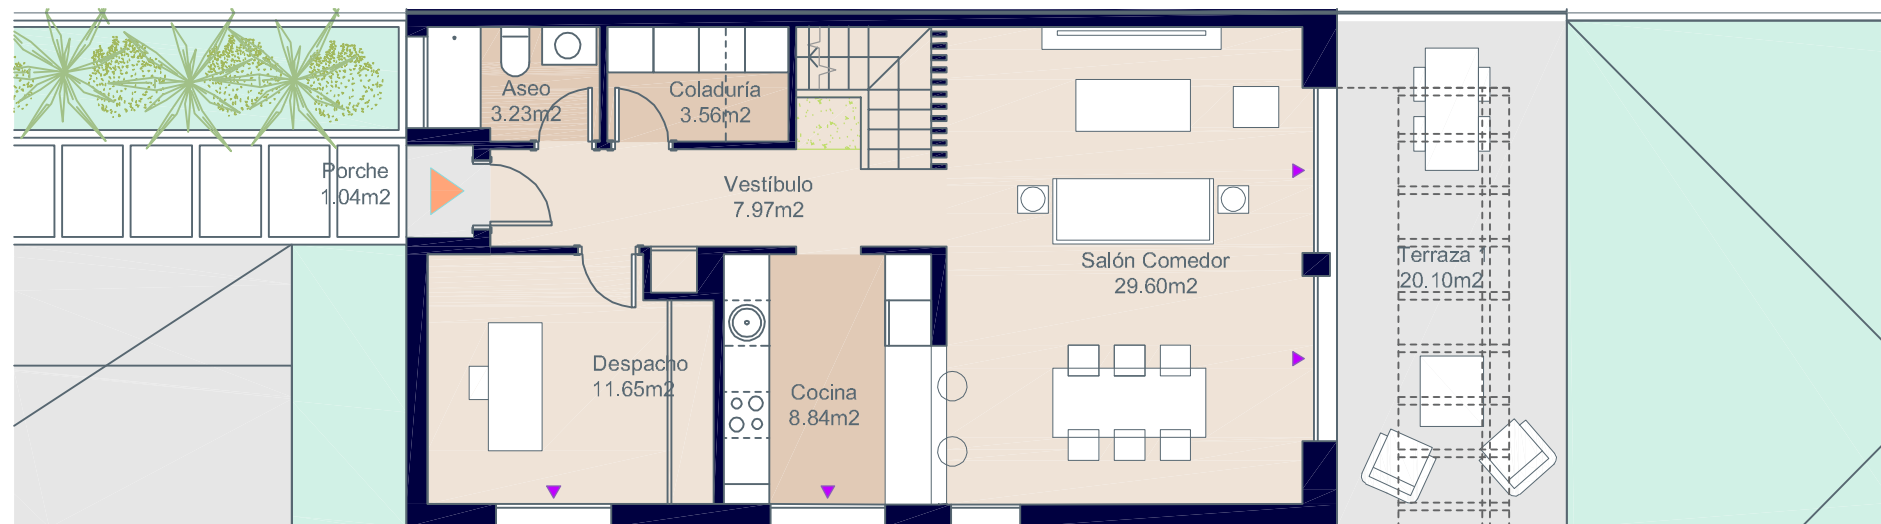 Aseo
3.23m2
Coladuría
3.56m2
Porche
1.04m2
Vestíbulo
7.97m2
Salón Comedor
29.60m2
Terraza 1
20.10m2
Despacho
11.65m2
Cocina
8.84m2